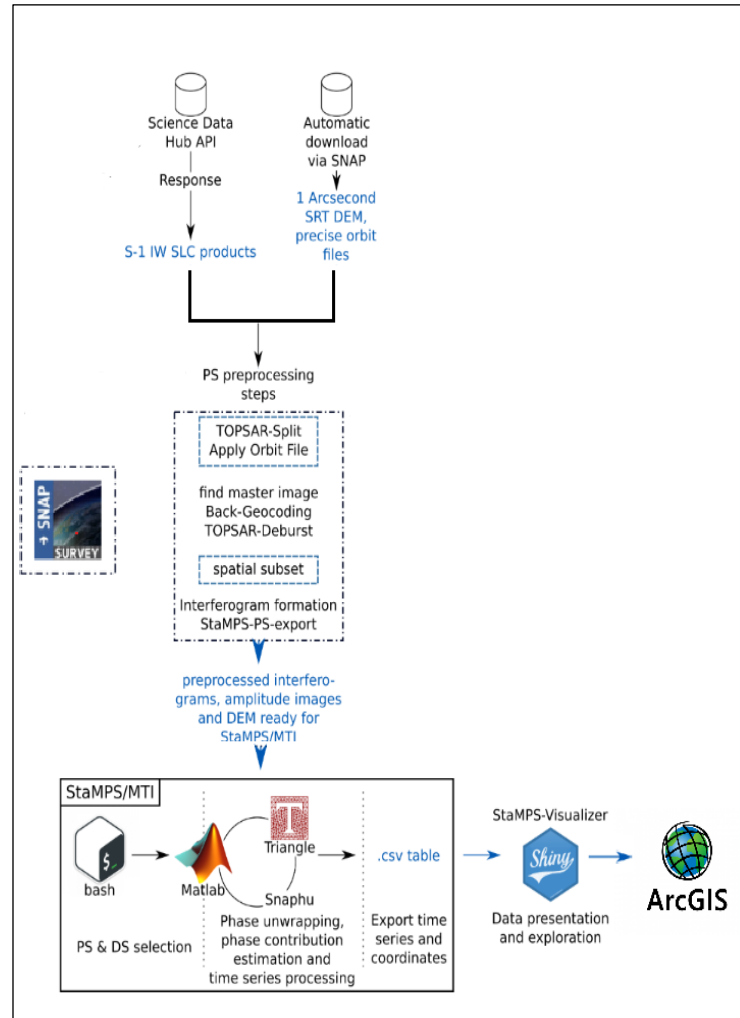 Science Data
Hub API
Response
S-1 IW SLC products
Automatic
download
via SNAP
1 Arcsecond
SRT DEM,
precise orbit
files
PS preprocessing
steps
TOPSAR-Split
Apply Orbit File
find master image
Back-Geocoding
TOPSAR-Deburst
spatial subset
Interferogram formation
StaMPS-PS-export
→ SNAP
SURVEY
preprocessed interfero-
grams, amplitude images
and DEM ready for
StaMPS/MTI
StaMPS/MTI
$_
bash
Matlab
T
Triangle
Snaphu
PS & DS selection
Phase unwrapping,
phase contribution
estimation and
time series processing
.csv table
Export time
series and
coordinates
StaMPS-Visualizer
Shiny
Data presentation
and exploration
ArcGIS